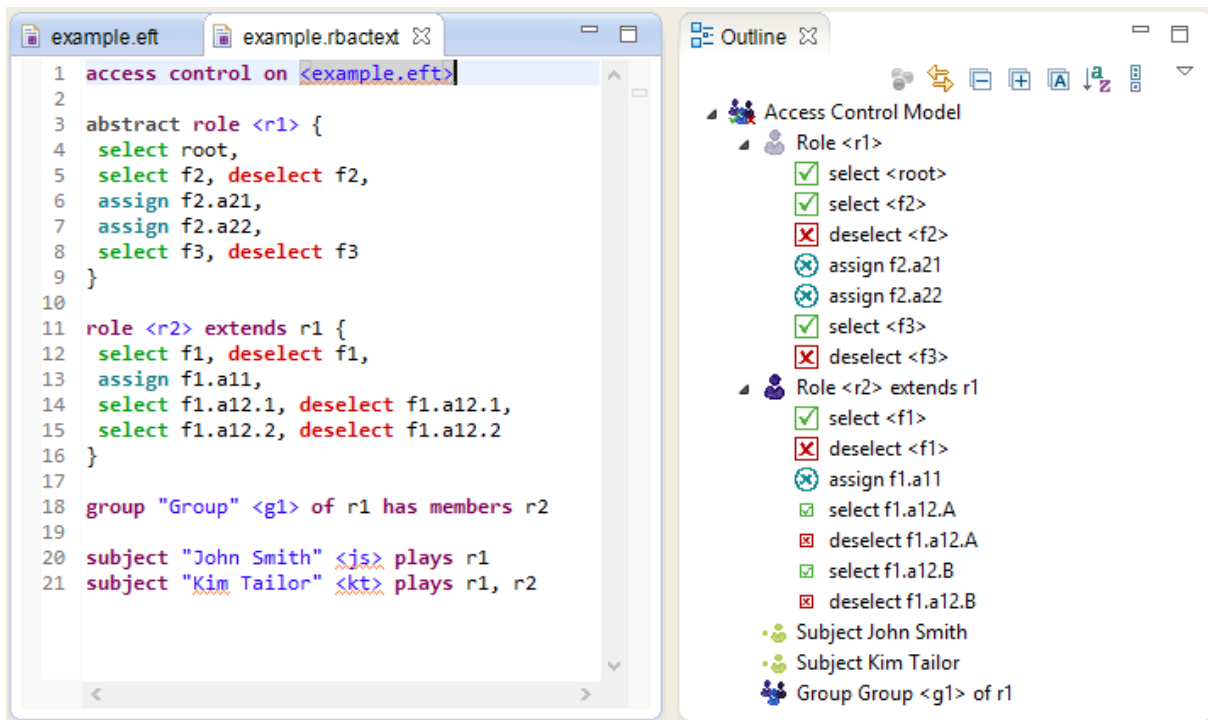 example.eft
example.rbactext
1 access control on <example.eft>
2
3 abstract role <r1> {
4 select root,
5 select f2, deselect f2,
6 assign f2.a21,
7 assign f2.a22,
8 select f3, deselect f3
9 }
10
11 role <r2> extends r1 {
12 select f1, deselect f1,
13 assign f1.a11,
14 select f1.a12.1, deselect f1.a12.1,
15 select f1.a12.2, deselect f1.a12.2
16 }
17
18 group "Group" <g1> of r1 has members r2
19
20 subject "John Smith" <js> plays r1
21 subject "Kim Tailor" <kt> plays r1, r2
Outline
Access Control Model
Role <r1>
select <root>
select <f2>
deselect <f2>
assign f2.a21
assign f2.a22
select <f3>
deselect <f3>
Role <r2> extends r1
select <f1>
deselect <f1>
assign f1.a11
select f1.a12.A
deselect f1.a12.A
select f1.a12.B
deselect f1.a12.B
Subject John Smith
Subject Kim Tailor
Group Group <g1> of r1